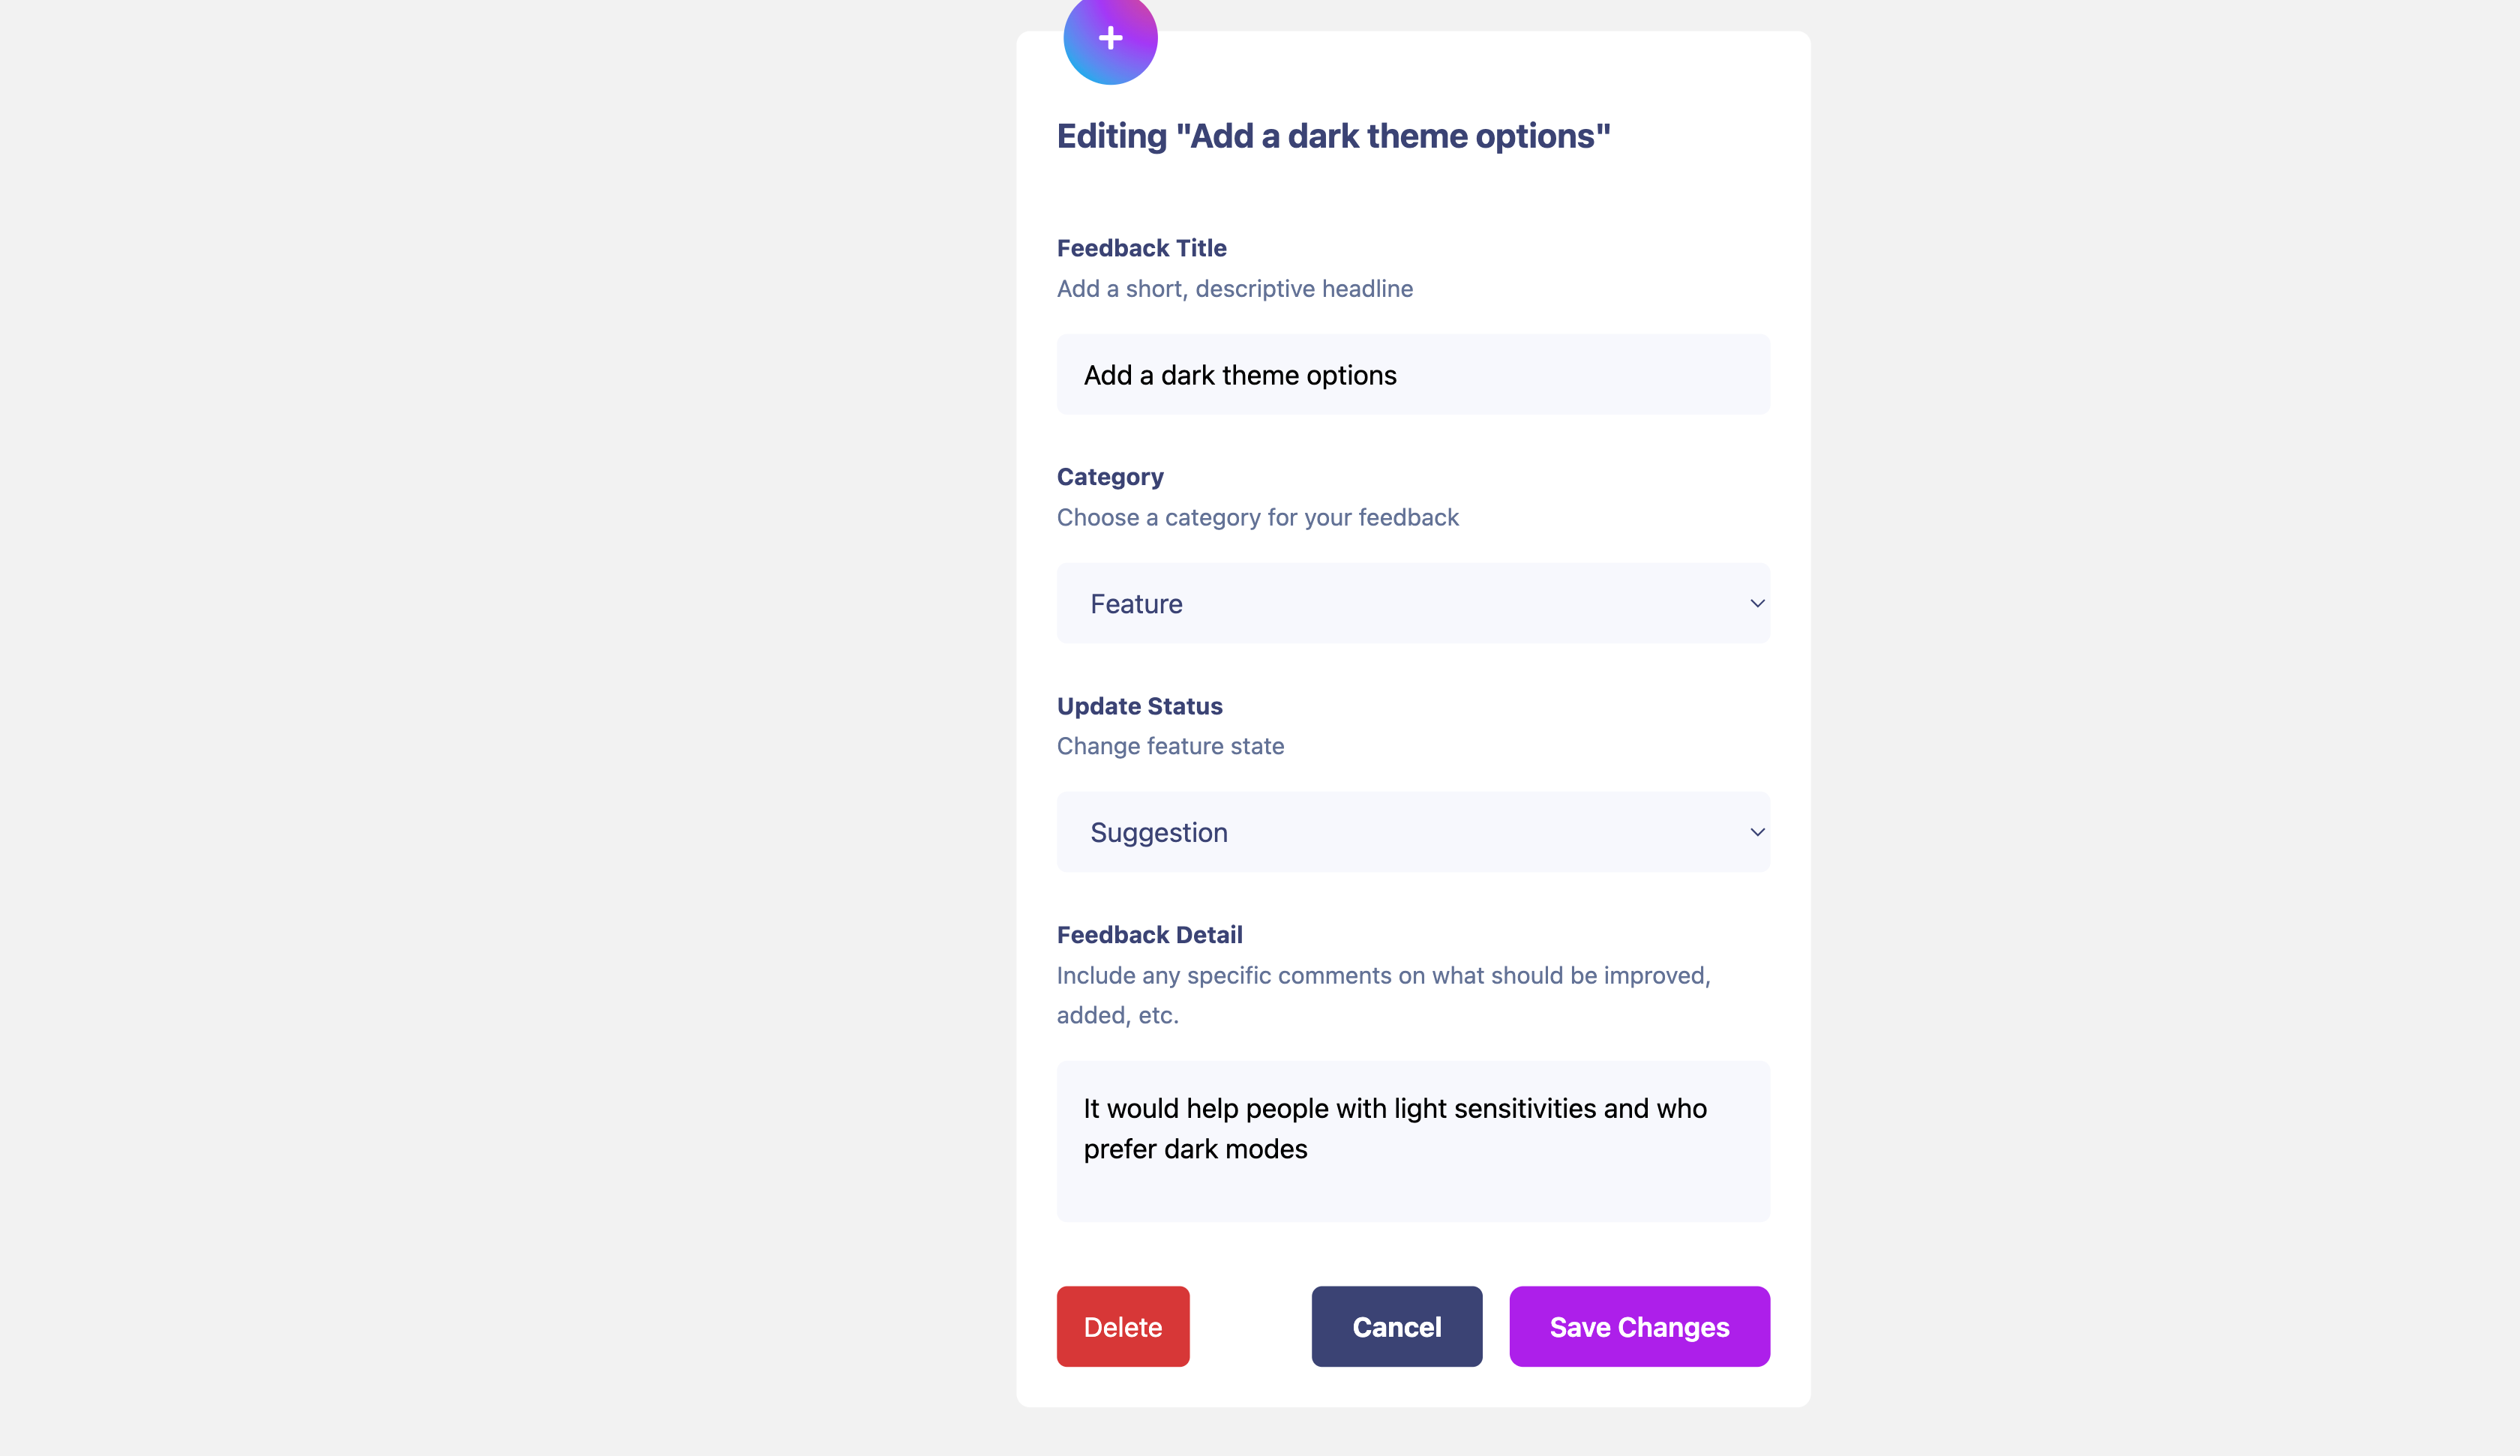 +
Editing "Add a dark theme options"
Feedback Title
Add a short, descriptive headline
Add a dark theme options
Category
Choose a category for your feedback
Feature
Update Status
Change feature state
Suggestion
Feedback Detail
Include any specific comments on what should be improved,
added, etc.
It would help people with light sensitivities and who
prefer dark modes
Delete
Cancel
Save Changes